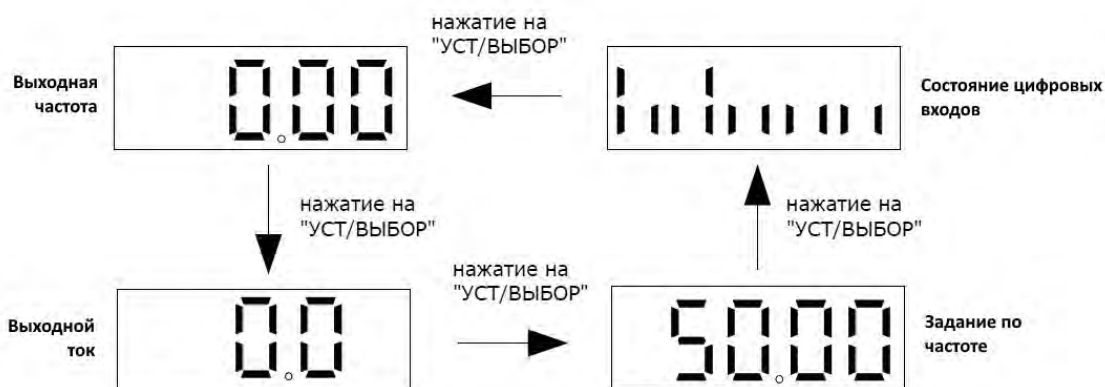 нажатие на
"УСТ/ВЫБОР"
Выходная
частота
0.00
Состояние цифровых
входов
нажатие на
"УСТ/ВЫБОР"
нажатие на
"УСТ/ВЫБОР"
нажатие на
"УСТ/ВЫБОР"
Выходной
ток
0.0
50.00
Задание по
частоте